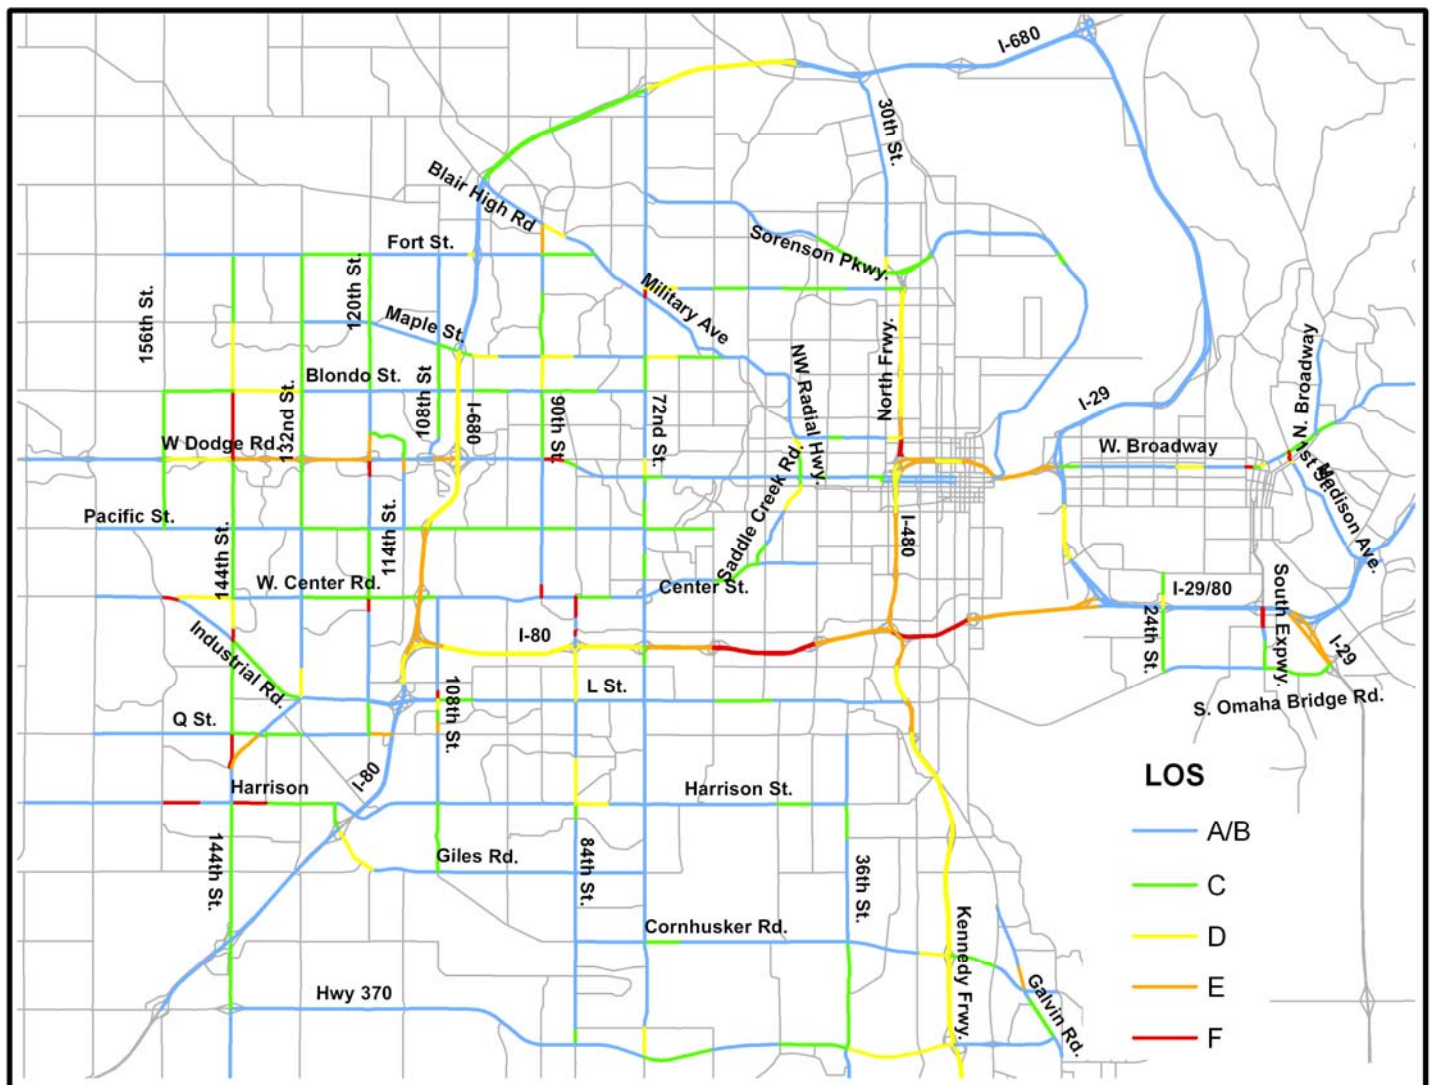 I-680
30th St.
Blair High Rd
Sorenson Pkwy.
Fort St.
120th St.
156th St.
Military Ave
Maple St.
North Frwy.
NW Radial Hwy.
N. Broadway
Blondo St.
108th St
I-680
132nd St.
90th St.
72nd St.
I-29
W Dodge Rd.
W. Broadway
1st St.
Madison Ave.
Saddle Creek Rd.
Pacific St.
114th St.
144th St.
I-480
W. Center Rd.
Center St.
I-29/80
24th St.
South Expwy.
I-29
I-80
Industrial Rd.
L St.
108th St.
S. Omaha Bridge Rd.
Q St.
I-80
Harrison
Harrison St.
LOS
A/B
C
D
E
F
144th St.
Giles Rd.
84th St.
36th St.
Cornhusker Rd.
Kennedy Frwy.
Galvin Rd.
Hwy 370